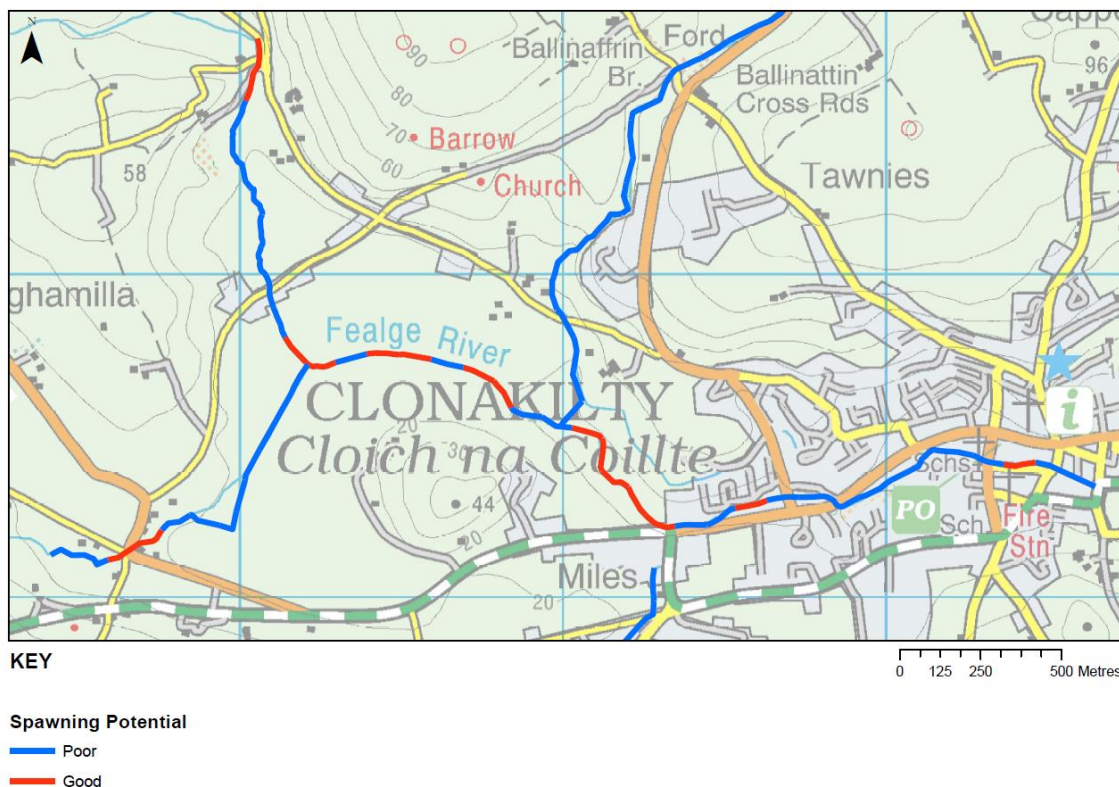 N
90
80
70
60
58
Barrow
Church
Ballinaffrin
Br.
Ford
Ballinattin
Cross Rds
Tawnies
96
ghamilla
Fealge River
CLONAKILTY
Cloich na Coillte
20
30
44
20
Miles
20
Schs
PO
Sch
Fire
Stn
i
KEY
0 125 250 500 Metres
Spawning Potential
Poor
Good